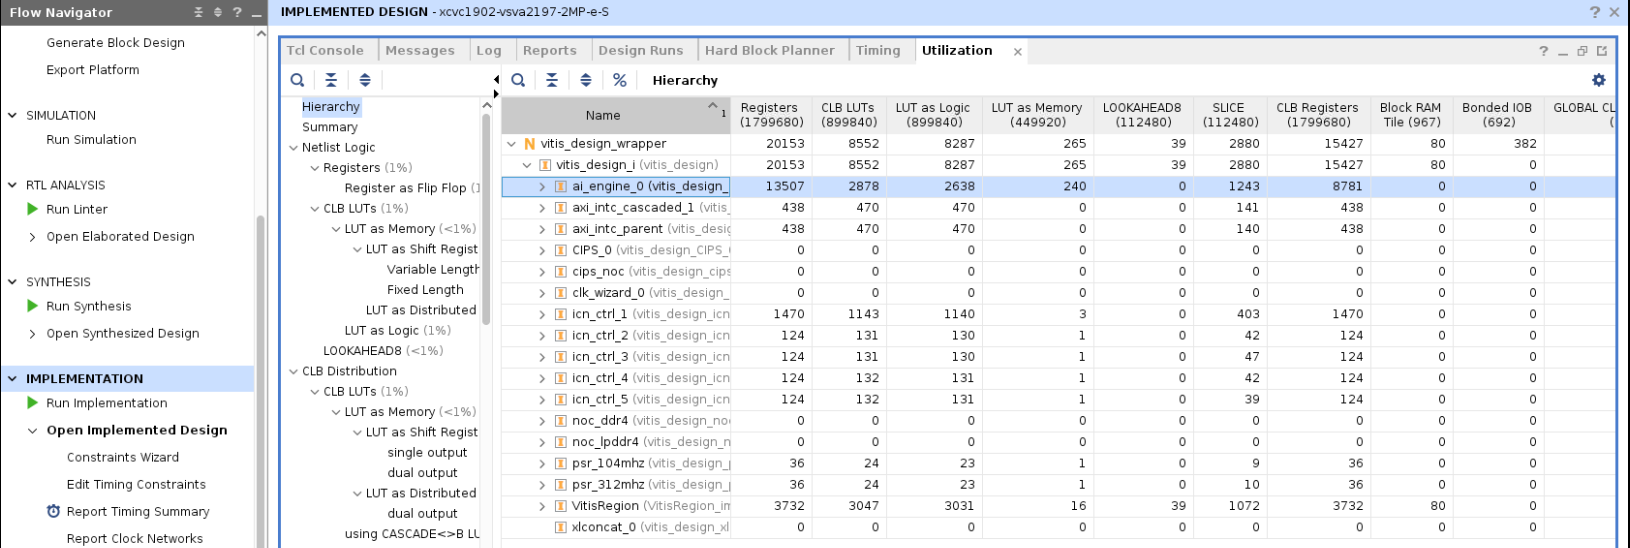 Flow Navigator
IMPLEMENTED DESIGN - xcvc1902-vsva2197-2MP-e-S
Generate Block Design
Export Platform
SIMULATION
Run Simulation
RTL ANALYSIS
Run Linter
Open Elaborated Design
SYNTHESIS
Run Synthesis
Open Synthesized Design
IMPLEMENTATION
Run Implementation
Open Implemented Design
Constraints Wizard
Edit Timing Constraints
Report Timing Summary
Report Clock Networks
Tcl Console Messages Log Reports Design Runs Hard Block Planner Timing Utilization
Hierarchy
Summary
Netlist Logic
Registers (1%)
Register as Flip Flop (1
CLB LUTs (1%)
LUT as Memory (<1%)
LUT as Shift Regist
Variable Length
Fixed Length
LUT as Distributed
LUT as Logic (1%)
LOOKAHEAD8 (<1%)
CLB Distribution
CLB LUTs (1%)
LUT as Memory (<1%)
LUT as Shift Regist
single output
dual output
LUT as Distributed
dual output
using CASCADE<>B LU
% Hierarchy
Name 1 Registers (1799680) CLB LUTs (899840) LUT as Logic (899840) LUT as Memory (449920) LOOKAHEAD8 (112480) SLICE (112480) CLB Registers (1799680) Block RAM Tile (967) Bonded IOB (692) GLOBAL CL (
N vitis_design_wrapper 20153 8552 8287 265 39 2880 15427 80 382
vitis_design_i (vitis_design) 20153 8552 8287 265 39 2880 15427 80 0
ai_engine_0 (vitis_design_ 13507 2878 2638 240 0 1243 8781 0 0
axi_intc_cascaded_1 (vitis_ 438 470 470 0 0 141 438 0 0
axi_intc_parent (vitis_desig 438 470 470 0 0 140 438 0 0
CIPS_0 (vitis_design_CIPS_ 0 0 0 0 0 0 0 0 0
cips_noc (vitis_design_cips 0 0 0 0 0 0 0 0 0
clk_wizard_0 (vitis_design_ 0 0 0 0 0 0 0 0 0
icn_ctrl_1 (vitis_design_icn 1470 1143 1140 3 0 403 1470 0 0
icn_ctrl_2 (vitis_design_icn 124 131 130 1 0 42 124 0 0
icn_ctrl_3 (vitis_design_icn 124 131 130 1 0 47 124 0 0
icn_ctrl_4 (vitis_design_icn 124 132 131 1 0 42 124 0 0
icn_ctrl_5 (vitis_design_icn 124 132 131 1 0 39 124 0 0
noc_ddr4 (vitis_design_no 0 0 0 0 0 0 0 0 0
noc_lpddr4 (vitis_design_n 0 0 0 0 0 0 0 0 0
psr_104mhz (vitis_design_p 36 24 23 1 0 9 36 0 0
psr_312mhz (vitis_design_p 36 24 23 1 0 10 36 0 0
VitisRegion (VitisRegion_im 3732 3047 3031 16 39 1072 3732 80 0
xlconcat_0 (vitis_design_xl 0 0 0 0 0 0 0 0 0